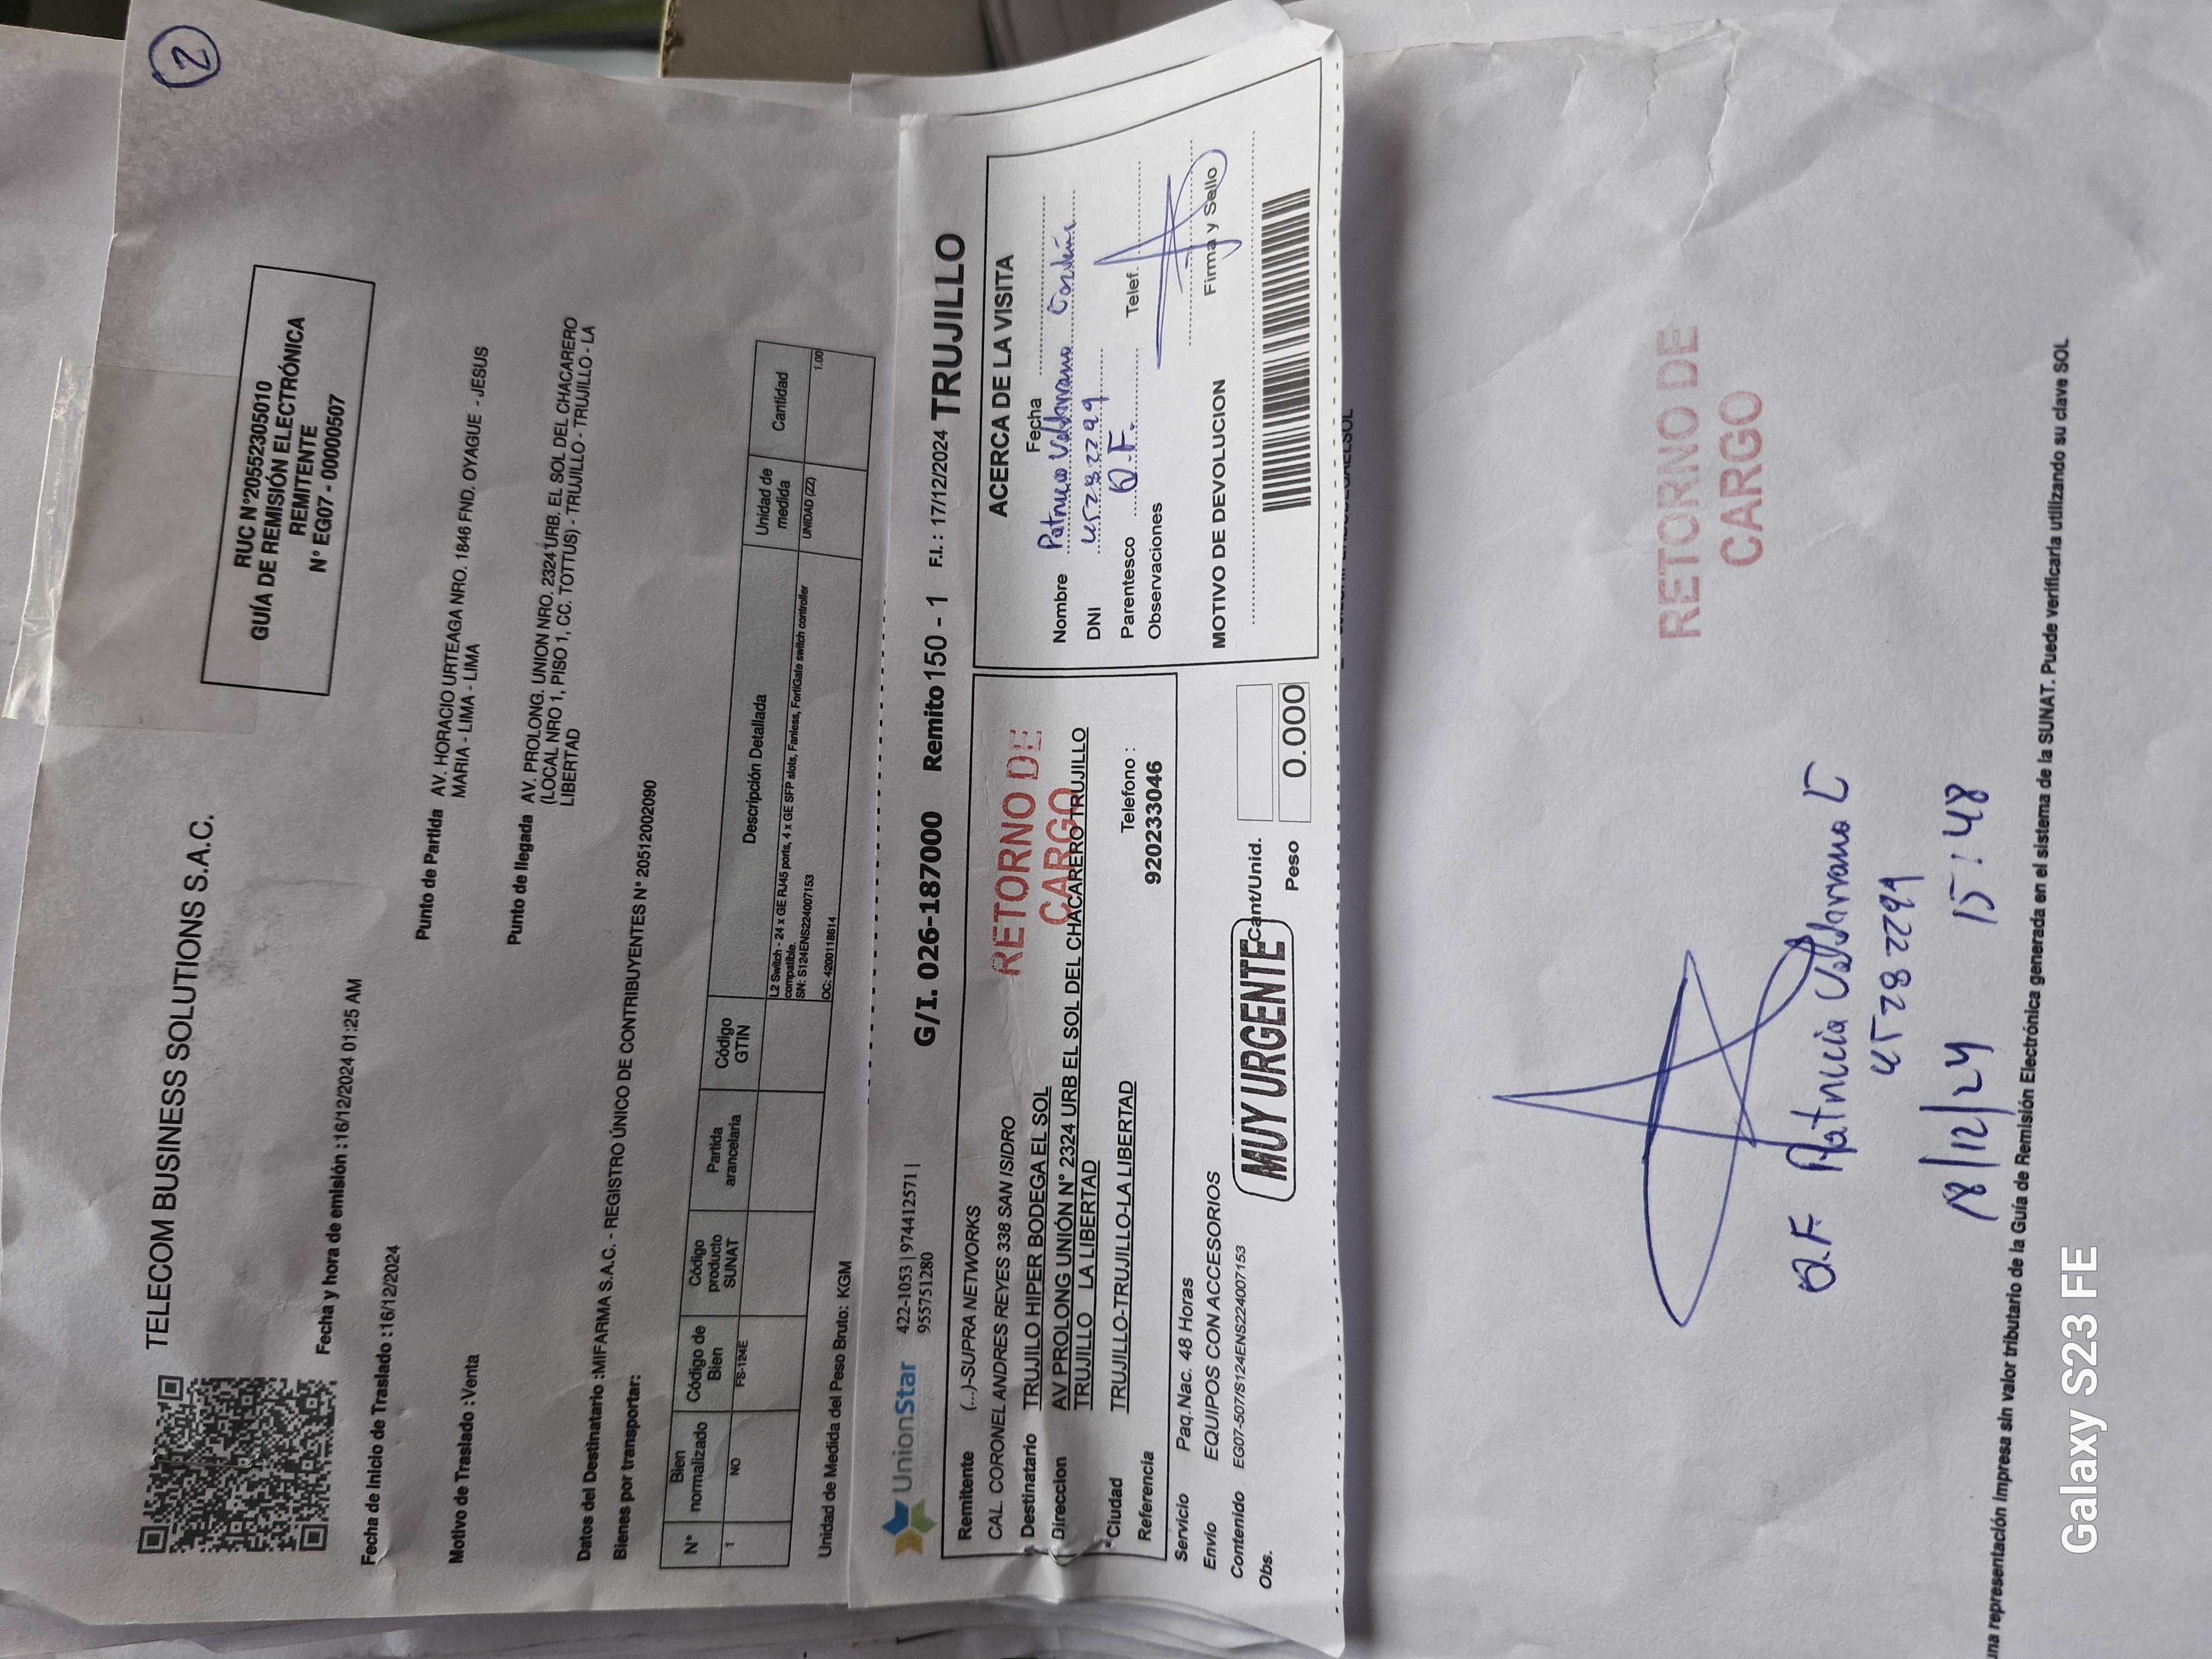 2
TELECOM BUSINESS SOLUTIONS S.A.C.
RUC N°20552305010
GUÍA DE REMISIÓN ELECTRÓNICA
REMITENTE
N° EG07 - 00000507
Fecha y hora de emisión :16/12/2024 01:25 AM
Fecha de inicio de Traslado :16/12/2024
Punto de Partida AV. HORACIO URTEAGA NRO. 1846 FND. OYAGUE - JESUS
MARIA - LIMA - LIMA
Motivo de Traslado :Venta
Punto de llegada AV. PROLONG. UNION NRO. 2324 URB. EL SOL DEL CHACARERO
(LOCAL NRO 1, PISO 1, CC. TOTTUS) - TRUJILLO - TRUJILLO - LA
LIBERTAD
Datos del Destinatario :MIFARMA S.A.C. - REGISTRO ÚNICO DE CONTRIBUYENTES N° 20512002090
Bienes por transportar:
N° Bien normalizado Código de Bien Código producto SUNAT Partida arancelaria Código GTIN Descripción Detallada Unidad de medida Cantidad
1 NO FS-124E L2 Switch - 24 x GE RJ45 ports, 4 x GE SFP slots, Fanless, FortiGate switch controller UNIDAD (ZZ) 1.00
compatible.
SN: S124ENS224007153
OC: 4200118614
Unidad de Medida del Peso Bruto: KGM
UnionStar
422-1053 | 974412571 |
955751280
G/I. 026-187000 Remito 150 - 1 F.I. : 17/12/2024 TRUJILLO
Remitente (...)-SUPRA NETWORKS
CAL. CORONEL ANDRES REYES 338 SAN ISIDRO
Destinatario TRUJILO HIPER BODEGA EL SOL
Direccion AV PROLONG UNIÓN N° 2324 URB EL SOL DEL CHACARERO TRUJILLO
TRUJILLO LA LIBERTAD
Ciudad TRUJILLO-TRUJILLO-LA LIBERTAD
Telefono :
Referencia 920233046
RETORNO DE
CARGO
Servicio Paq.Nac. 48 Horas
Envio EQUIPOS CON ACCESORIOS
Contenido EG07-507/S124ENS224007153
Obs.
MUY URGENTE
Cant/Unid.
Peso 0.000
ACERCA DE LA VISITA
Fecha
Nombre Patricia Valdivieso
DNI 45282299
Parentesco Q.F. Telef.
Observaciones
Firma y Sello
MOTIVO DE DEVOLUCION
RETORNO DE
CARGO
Q.F. Patricia Valdivieso C
45282299
18/12/24 15:48
una representación impresa sin valor tributario de la Guía de Remisión Electrónica generada en el sistema de la SUNAT. Puede verificarla utilizando su clave SOL
Galaxy S23 FE